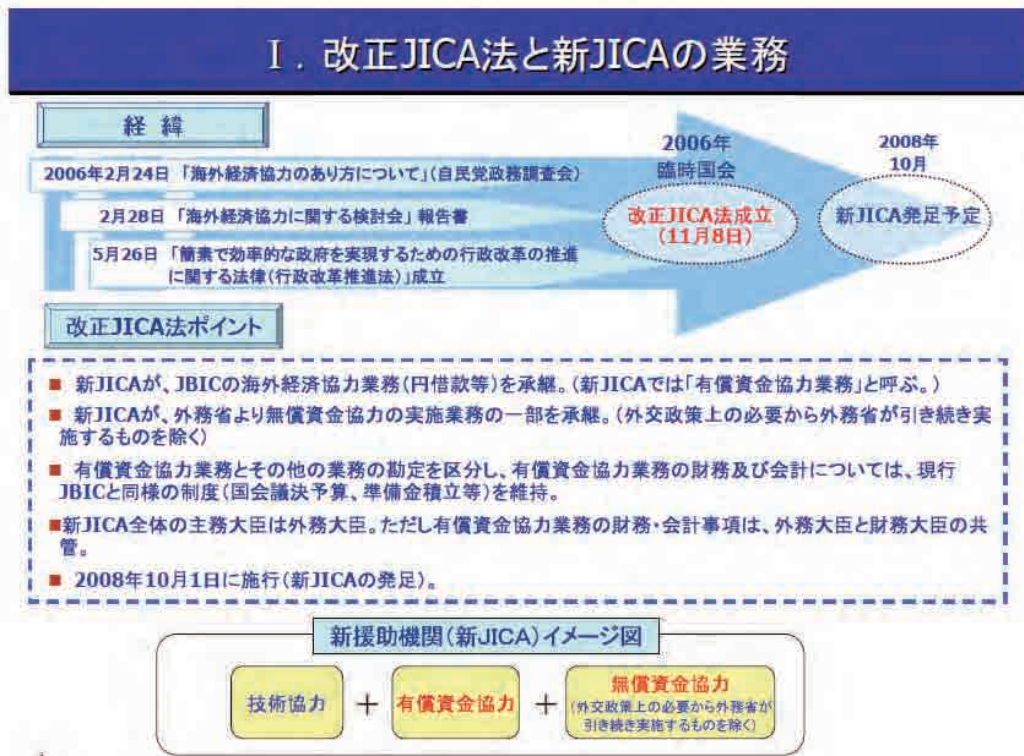 Ⅰ．改正JICA法と新JICAの業務
経 緯
2006年2月24日 「海外経済協力のあり方について」(自民党政務調査会)
2月28日 「海外経済協力に関する検討会」報告書
5月26日 「簡素で効率的な政府を実現するための行政改革の推進
に関する法律(行政改革推進法)」成立
2006年
臨時国会
改正JICA法成立
(11月8日)
2008年
10月
新JICA発足予定
改正JICA法ポイント
■ 新JICAが、JBICの海外経済協力業務(円借款等)を承継。(新JICAでは「有償資金協力業務」と呼ぶ。)
■ 新JICAが、外務省より無償資金協力の実施業務の一部を承継。(外交政策上の必要から外務省が引き続き実
施するものを除く)
■ 有償資金協力業務とその他の業務の勘定を区分し、有償資金協力業務の財務及び会計については、現行
JBICと同様の制度(国会議決予算、準備金積立等)を維持。
■新JICA全体の主務大臣は外務大臣。ただし有償資金協力業務の財務・会計事項は、外務大臣と財務大臣の共
管。
■ 2008年10月1日に施行(新JICAの発足)。
新援助機関(新JICA)イメージ図
技術協力 + 有償資金協力 + 無償資金協力
(外交政策上の必要から外務省が
引き続き実施するものを除く)